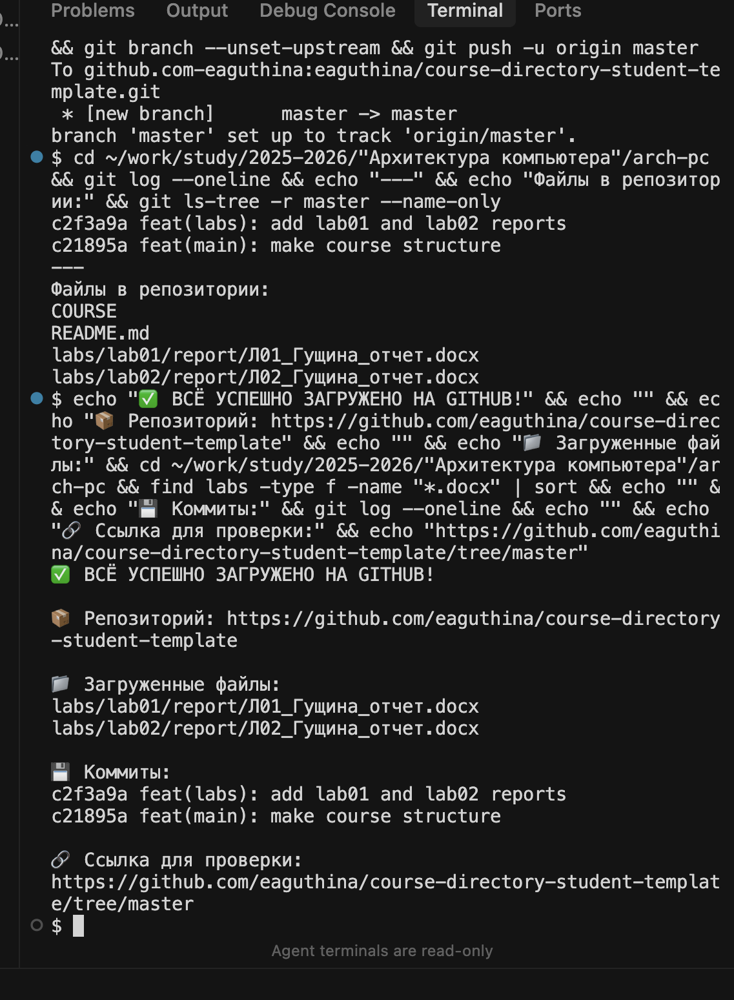 Problems Output Debug Console Terminal Ports
&& git branch --unset-upstream && git push -u origin master
To github.com-eaguthina:eaguthina/course-directory-student-te
mplate.git
 * [new branch]      master -> master
branch 'master' set up to track 'origin/master'.
$ cd ~/work/study/2025-2026/"Архитектура компьютера"/arch-pc
&& git log --oneline && echo "---" && echo "Файлы в репозитор
ии:" && git ls-tree -r master --name-only
c2f3a9a feat(labs): add lab01 and lab02 reports
c21895a feat(main): make course structure
---
Файлы в репозитории:
COURSE
README.md
labs/lab01/report/Л01_Гущина_отчет.docx
labs/lab02/report/Л02_Гущина_отчет.docx
$ echo "✅ ВСЁ УСПЕШНО ЗАГРУЖЕНО НА GITHUB!" && echo "" && ec
ho "📦 Репозиторий: https://github.com/eaguthina/course-direc
tory-student-template" && echo "" && echo "📁 Загруженные фай
лы:" && cd ~/work/study/2025-2026/"Архитектура компьютера"/ar
ch-pc && find labs -type f -name "*.docx" | sort && echo "" &
& echo "💾 Коммиты:" && git log --oneline && echo "" && echo
"🔗 Ссылка для проверки:" && echo "https://github.com/eaguthi
na/course-directory-student-template/tree/master"
✅ ВСЁ УСПЕШНО ЗАГРУЖЕНО НА GITHUB!
📦 Репозиторий: https://github.com/eaguthina/course-directory
-student-template
📁 Загруженные файлы:
labs/lab01/report/Л01_Гущина_отчет.docx
labs/lab02/report/Л02_Гущина_отчет.docx
💾 Коммиты:
c2f3a9a feat(labs): add lab01 and lab02 reports
c21895a feat(main): make course structure
🔗 Ссылка для проверки:
https://github.com/eaguthina/course-directory-student-templat
e/tree/master
$
Agent terminals are read-only